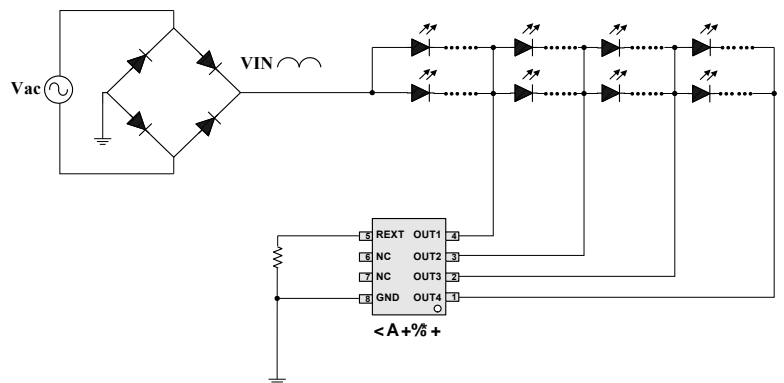 VIN
Vac
5 REXT OUT1 4
6 NC OUT2 3
7 NC OUT3 2
8 GND OUT4 1